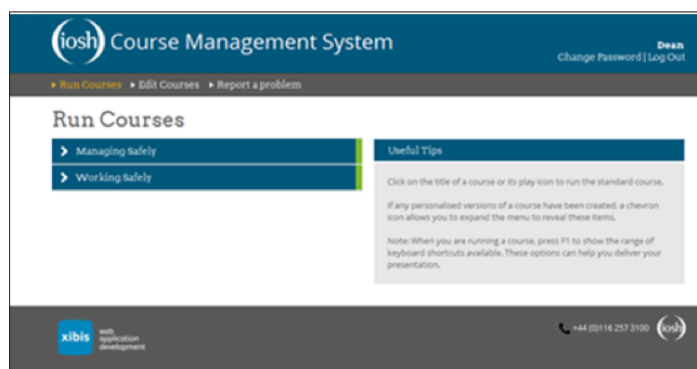 iosh Course Management System
Dean
Change Password | Log Out
Run Courses Edit Courses Report a problem
Run Courses
Managing Safely
Working Safely
Useful Tips
Click on the title of a course or its play icon to run the standard course.
If any personalised versions of a course have been created, a chevron
icon allows you to expand the menu to reveal these items.
Note: When you are running a course, press F1 to show the range of
keyboard shortcuts available. These options can help you deliver your
presentation.
xibis
web
application
development
+44 (0)116 257 3100
iosh